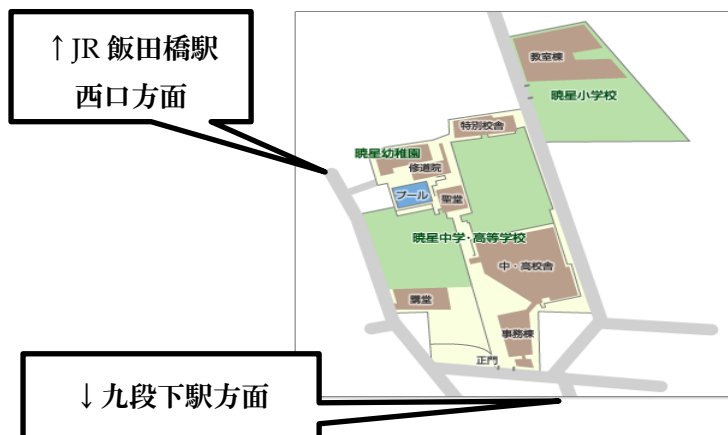 ↑JR 飯田橋駅
西口方面
教室棟
暁星小学校
特別校舎
暁星幼稚園
修道院
プール
聖堂
暁星中学・高等学校
中・高校舎
講堂
事務棟
正門
↓九段下駅方面